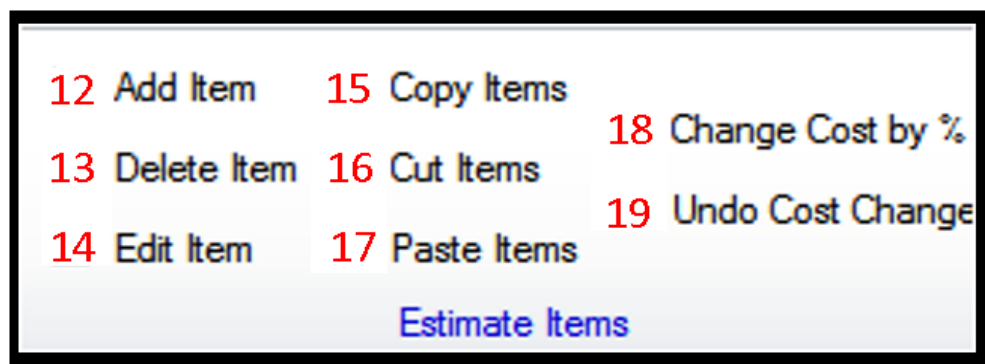 12 Add Item
13 Delete Item
14 Edit Item
15 Copy Items
16 Cut Items
17 Paste Items
18 Change Cost by %
19 Undo Cost Change
Estimate Items